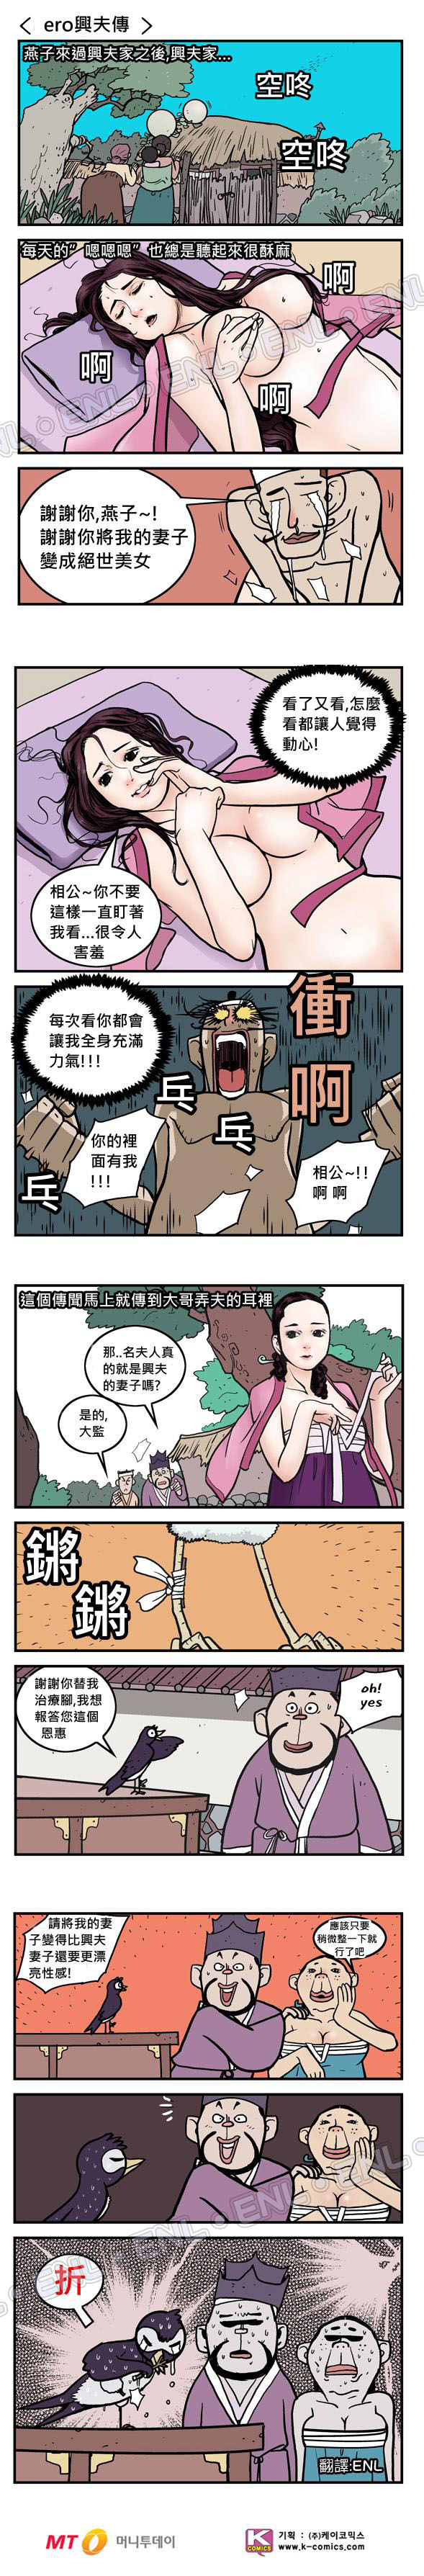 < ero興夫傳 >
燕子來過興夫家之後,興夫家...
空咚
空咚
每天的"嗯嗯嗯"也總是聽起來很酥麻
啊
啊
啊
謝謝你,燕子~!
謝謝你將我的妻子
變成絕世美女
看了又看,怎麼
看都讓人覺得
動心!
相公~你不要
這樣一直盯著
我看...很令人
害羞
每次看你都會
讓我全身充滿
力氣!!!
衝
啊
乓
乓
乓
你的裡
面有我
!!!
相公~!!
啊 啊
這個傳聞馬上就傳到大哥弄夫的耳裡
那..名夫人真
的就是興夫
的妻子嗎?
是的,
大監
鏘
鏘
謝謝你替我
治療腳,我想
報答您這個
恩惠
oh!
yes
請將我的妻
子變得比興夫
妻子還要更漂
亮性感!
應該只要
稍微整一下就
行了吧
折
翻譯:ENL
MT 머니투데이
K COMICS
기획 : (주)케이코믹스
www.k-comics.com
ENL
ENL
ENL
ENL
ENL
ENL